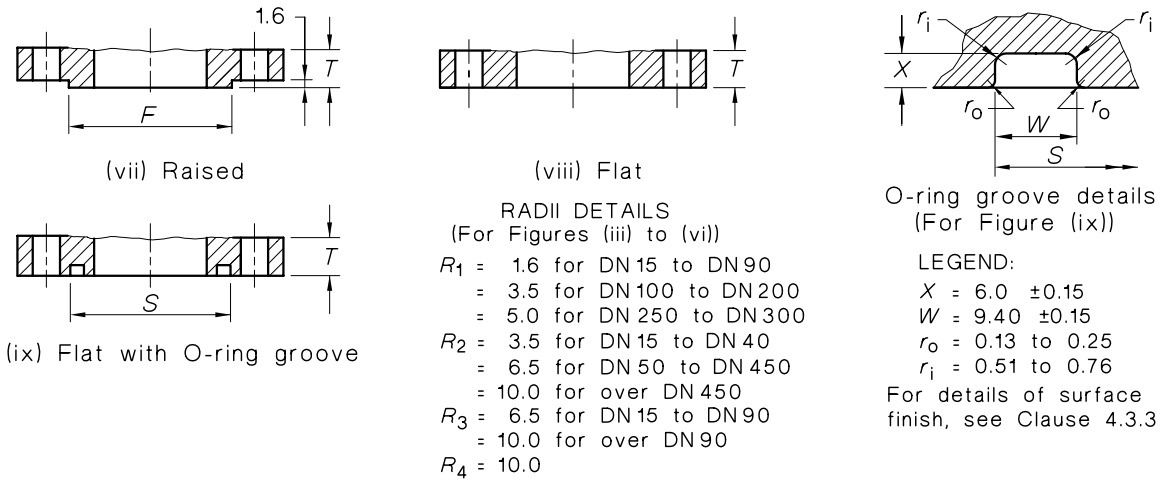 1.6
T
F
(vii) Raised
T
(viii) Flat
rᵢ
rᵢ
X
rₒ
rₒ
W
S
O-ring groove details
(For Figure (ix))
T
S
(ix) Flat with O-ring groove
RADII DETAILS
(For Figures (iii) to (vi))
R₁ = 1.6 for DN 15 to DN 90
= 3.5 for DN 100 to DN 200
= 5.0 for DN 250 to DN 300
R₂ = 3.5 for DN 15 to DN 40
= 6.5 for DN 50 to DN 450
= 10.0 for over DN 450
R₃ = 6.5 for DN 15 to DN 90
= 10.0 for over DN 90
R₄ = 10.0
LEGEND:
X = 6.0 ±0.15
W = 9.40 ±0.15
rₒ = 0.13 to 0.25
rᵢ = 0.51 to 0.76
For details of surface
finish, see Clause 4.3.3